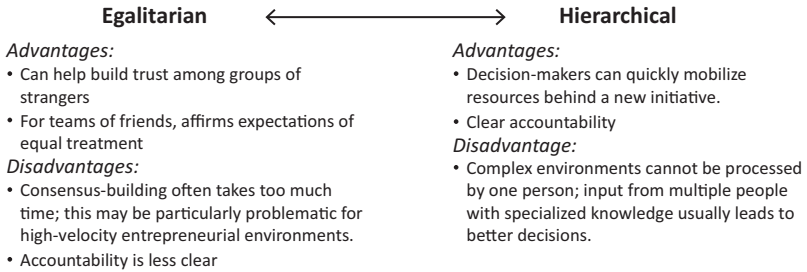 Egalitarian
Advantages:
• Can help build trust among groups of
strangers
• For teams of friends, affirms expectations of
equal treatment
Disadvantages:
• Consensus-building often takes too much
time; this may be particularly problematic for
high-velocity entrepreneurial environments.
• Accountability is less clear
Hierarchical
Advantages:
• Decision-makers can quickly mobilize
resources behind a new initiative.
• Clear accountability
Disadvantage:
• Complex environments cannot be processed
by one person; input from multiple people
with specialized knowledge usually leads to
better decisions.